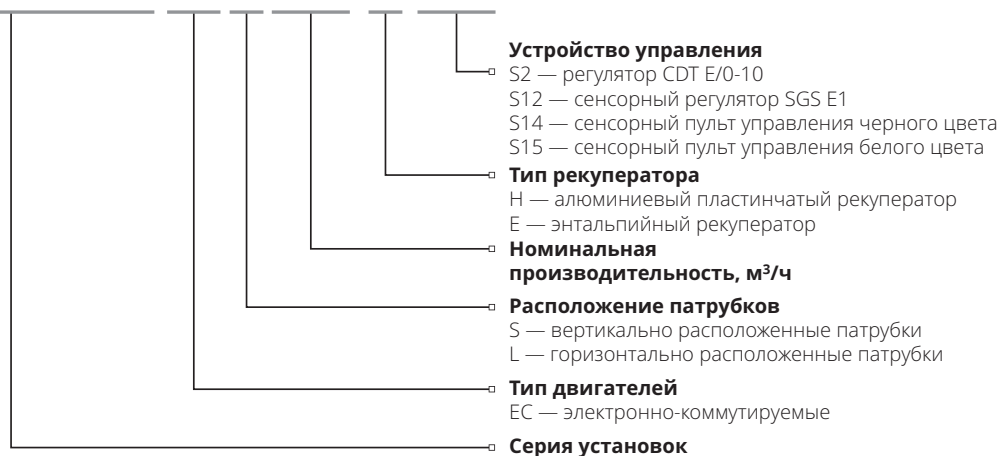 Устройство управления
S2 — регулятор CDT E/0-10
S12 — сенсорный регулятор SGS E1
S14 — сенсорный пульт управления черного цвета
S15 — сенсорный пульт управления белого цвета
Тип рекуператора
Н — алюминиевый пластинчатый рекуператор
Е — энтальпийный рекуператор
Номинальная
производительность, м³/ч
Расположение патрубков
S — вертикально расположенные патрубки
L — горизонтально расположенные патрубки
Тип двигателей
ЕС — электронно-коммутируемые
Серия установок